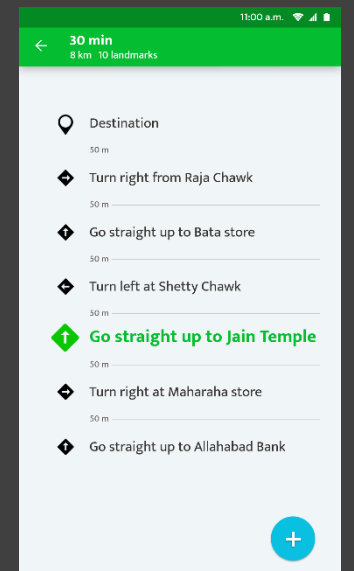 11:00 a.m.
30 min
8 km 10 landmarks
Destination
50 m
Turn right from Raja Chawk
50 m
Go straight up to Bata store
50 m
Turn left at Shetty Chawk
50 m
Go straight up to Jain Temple
50 m
Turn right at Maharaha store
50 m
Go straight up to Allahabad Bank